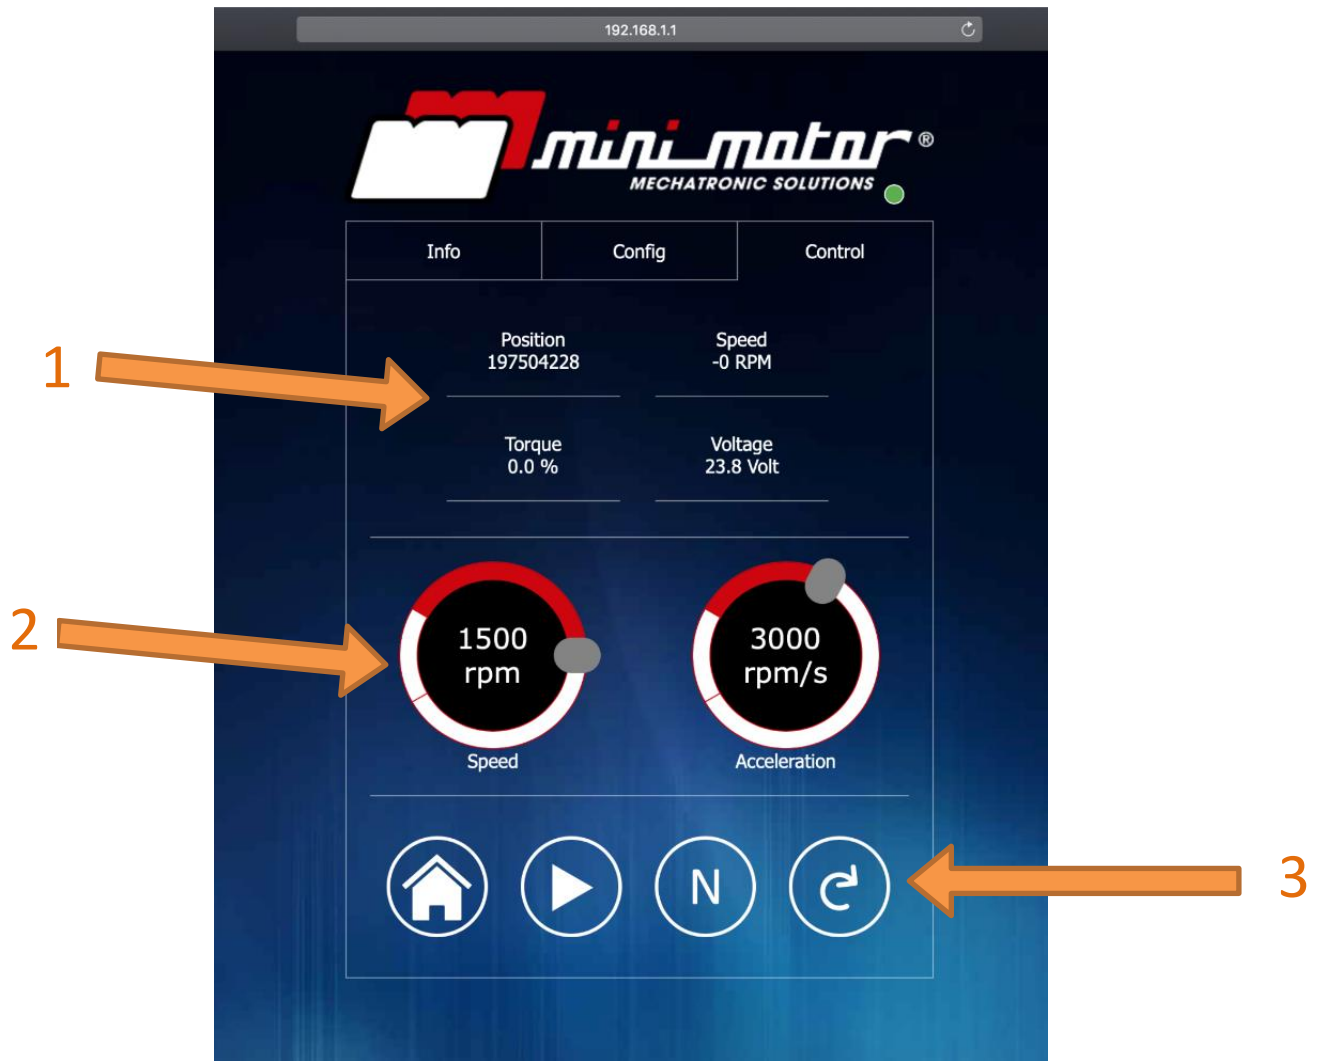 192.168.1.1
mini motor®
MECHATRONIC SOLUTIONS
Info Config Control
1
Position Speed
197504228 -0 RPM
Torque Voltage
0.0 % 23.8 Volt
2
1500 3000
rpm rpm/s
Speed Acceleration
N
3